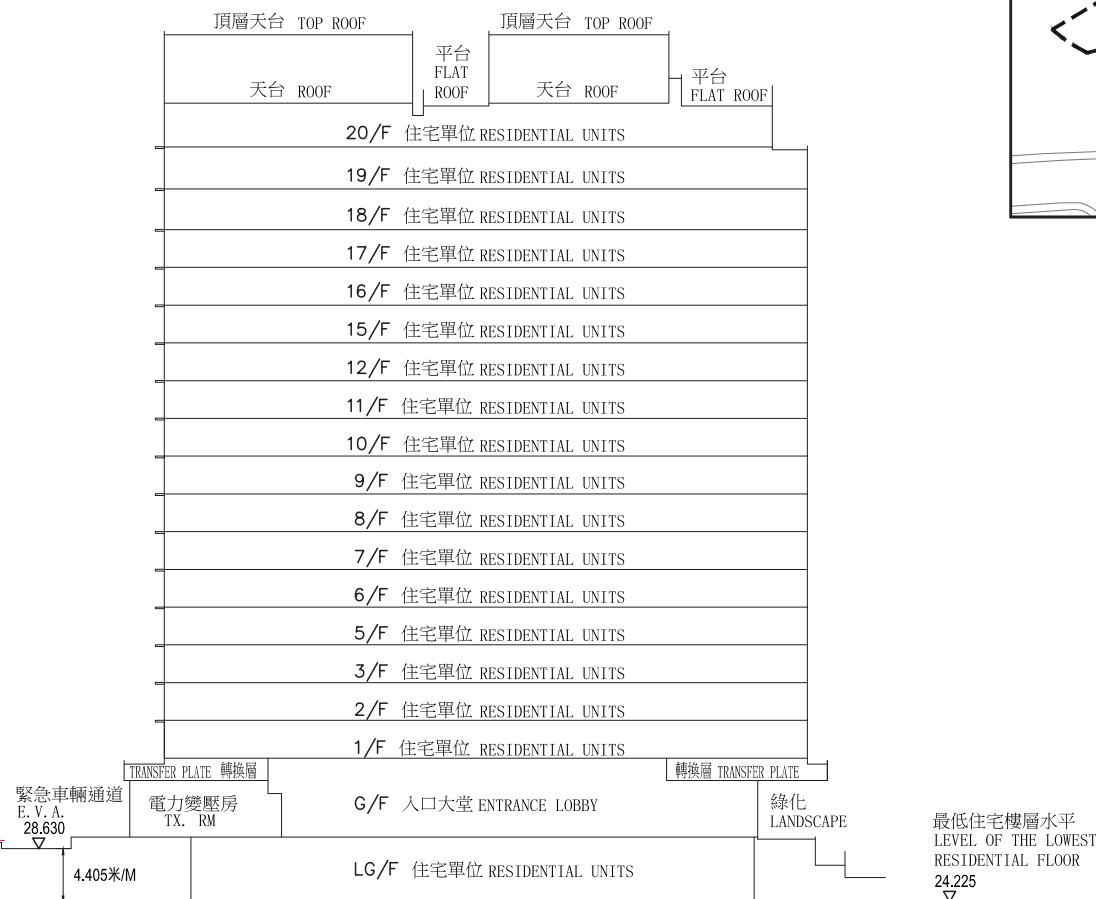 頂層天台 TOP ROOF
頂層天台 TOP ROOF
平台
FLAT
ROOF
平台
FLAT ROOF
天台 ROOF
天台 ROOF
20/F 住宅單位 RESIDENTIAL UNITS
19/F 住宅單位 RESIDENTIAL UNITS
18/F 住宅單位 RESIDENTIAL UNITS
17/F 住宅單位 RESIDENTIAL UNITS
16/F 住宅單位 RESIDENTIAL UNITS
15/F 住宅單位 RESIDENTIAL UNITS
12/F 住宅單位 RESIDENTIAL UNITS
11/F 住宅單位 RESIDENTIAL UNITS
10/F 住宅單位 RESIDENTIAL UNITS
9/F 住宅單位 RESIDENTIAL UNITS
8/F 住宅單位 RESIDENTIAL UNITS
7/F 住宅單位 RESIDENTIAL UNITS
6/F 住宅單位 RESIDENTIAL UNITS
5/F 住宅單位 RESIDENTIAL UNITS
3/F 住宅單位 RESIDENTIAL UNITS
2/F 住宅單位 RESIDENTIAL UNITS
1/F 住宅單位 RESIDENTIAL UNITS
TRANSFER PLATE 轉換層
轉換層 TRANSFER PLATE
緊急車輛通道
E.V.A.
28.630
電力變壓房
TX. RM
G/F 入口大堂 ENTRANCE LOBBY
綠化
LANDSCAPE
最低住宅樓層水平
LEVEL OF THE LOWEST
RESIDENTIAL FLOOR
24.225
4.405米/M
LG/F 住宅單位 RESIDENTIAL UNITS